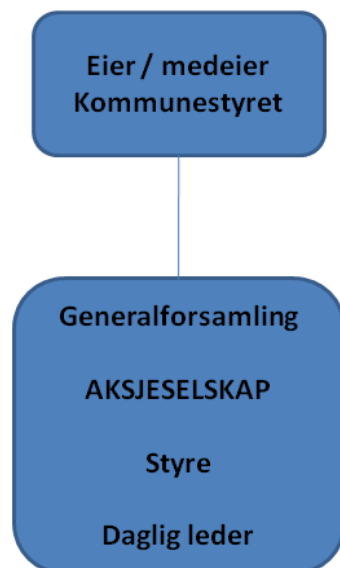 Eier / medeier
Kommunestyret
Generalforsamling
AKSJESELSKAP
Styre
Daglig leder